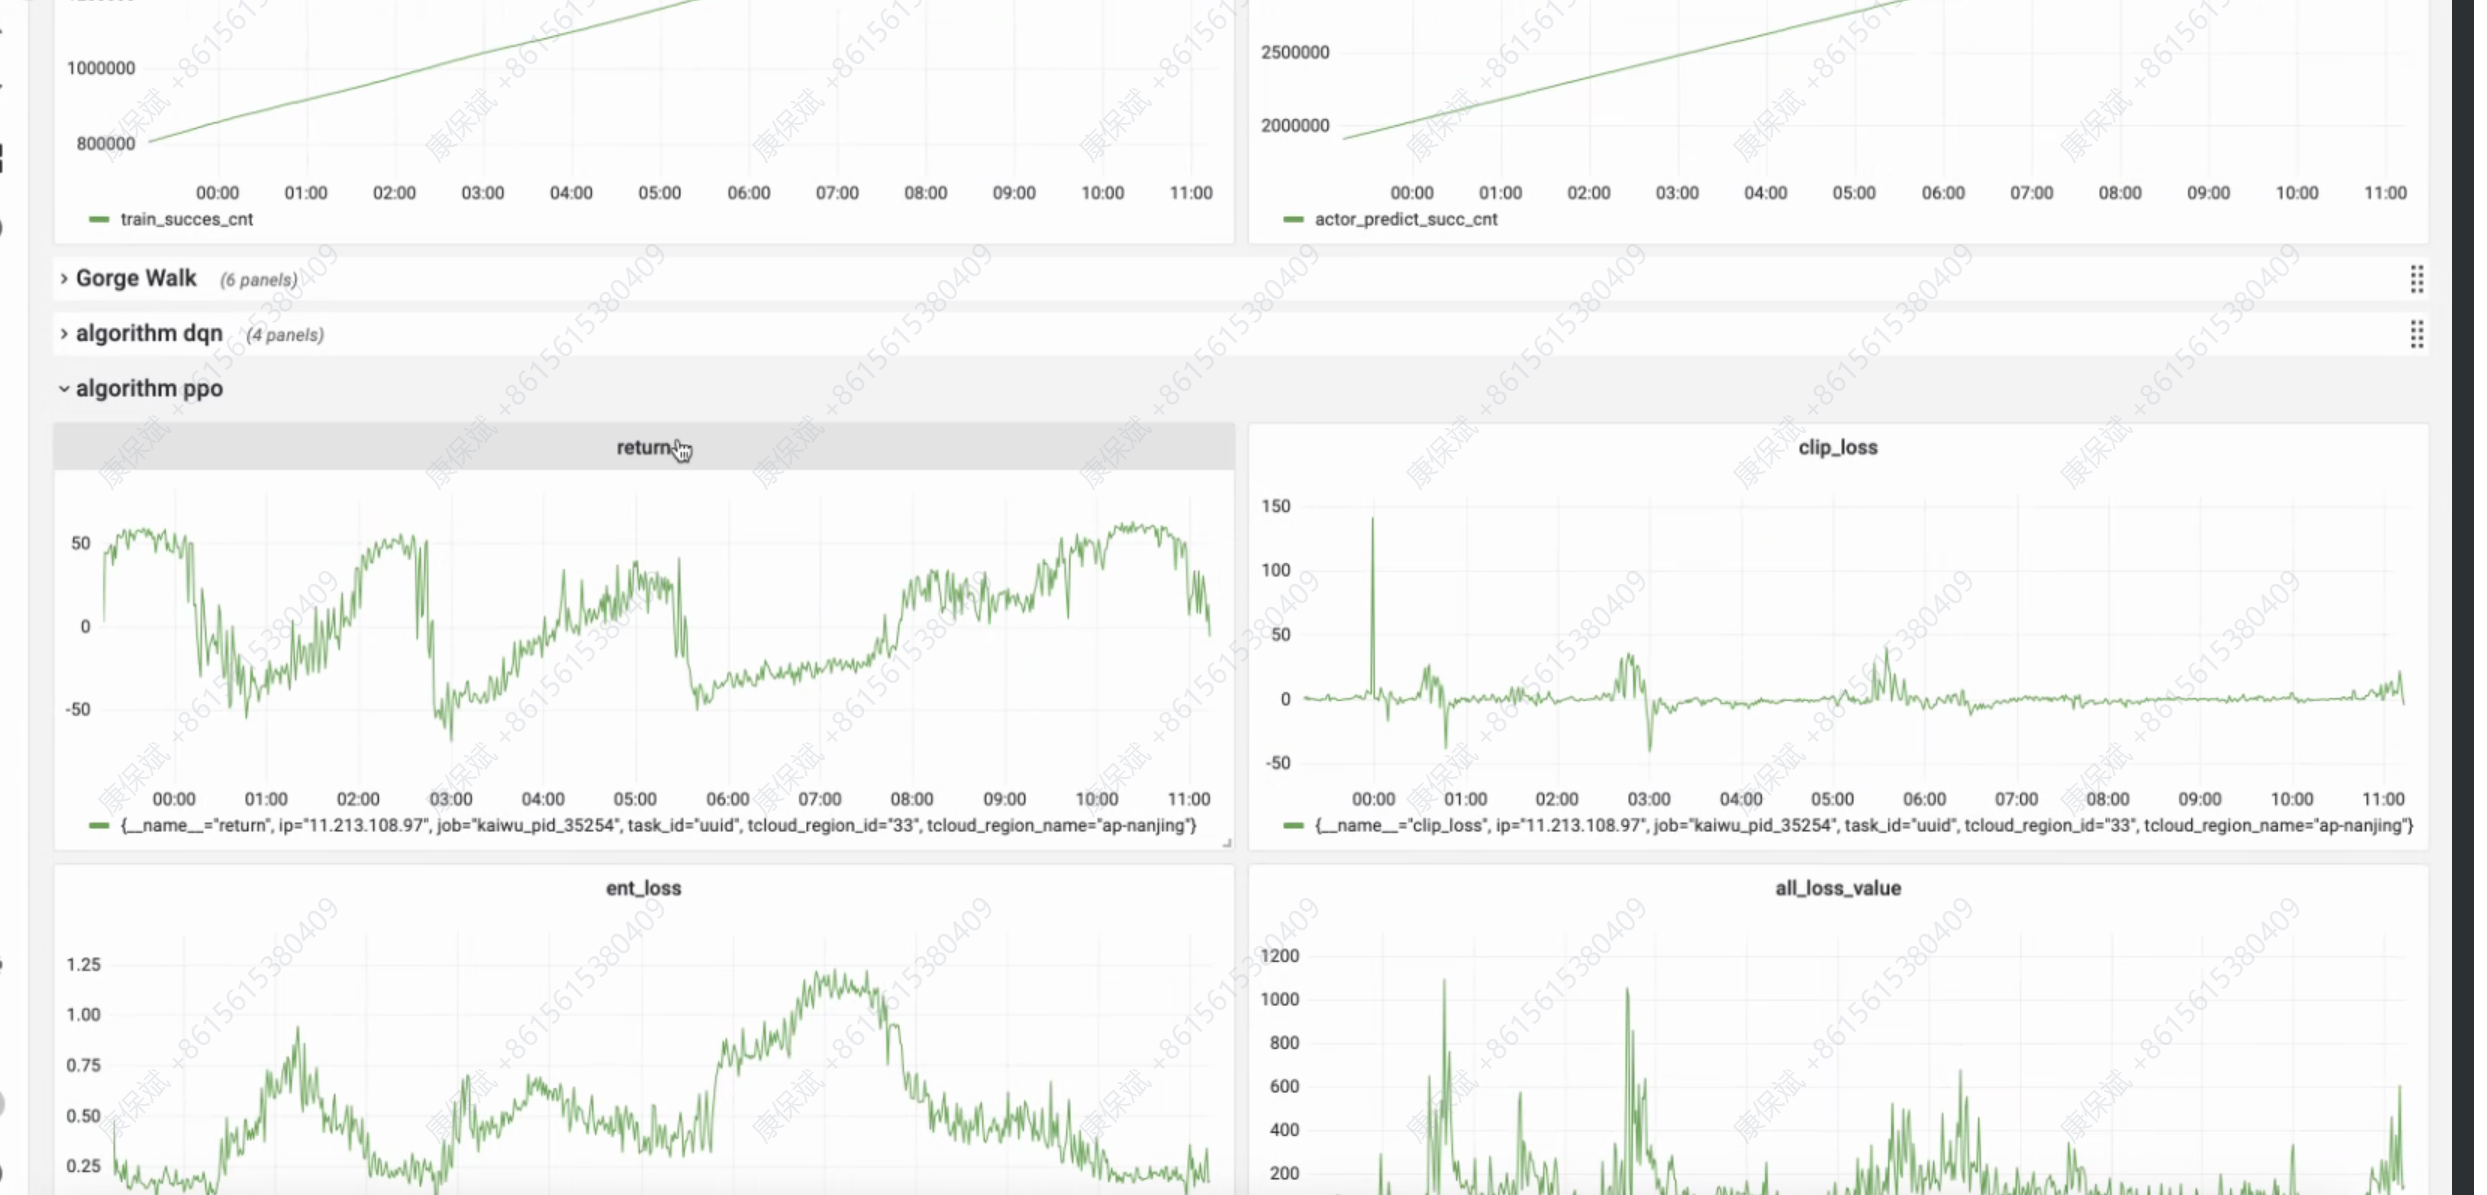 1000000
800000
00:00 01:00 02:00 03:00 04:00 05:00 06:00 07:00 08:00 09:00 10:00 11:00
train_succes_cnt
2500000
2000000
00:00 01:00 02:00 03:00 04:00 05:00 06:00 07:00 08:00 09:00 10:00 11:00
actor_predict_succ_cnt
Gorge Walk (6 panels)
algorithm dqn (4 panels)
algorithm ppo
return
50
0
-50
00:00 01:00 02:00 03:00 04:00 05:00 06:00 07:00 08:00 09:00 10:00 11:00
{__name__="return", ip="11.213.108.97", job="kaiwu_pid_35254", task_id="uuid", tcloud_region_id="33", tcloud_region_name="ap-nanjing"}
clip_loss
150
100
50
0
-50
00:00 01:00 02:00 03:00 04:00 05:00 06:00 07:00 08:00 09:00 10:00 11:00
{__name__="clip_loss", ip="11.213.108.97", job="kaiwu_pid_35254", task_id="uuid", tcloud_region_id="33", tcloud_region_name="ap-nanjing"}
ent_loss
1.25
1.00
0.75
0.50
0.25
all_loss_value
1200
1000
800
600
400
200
康保斌 +8615615380409